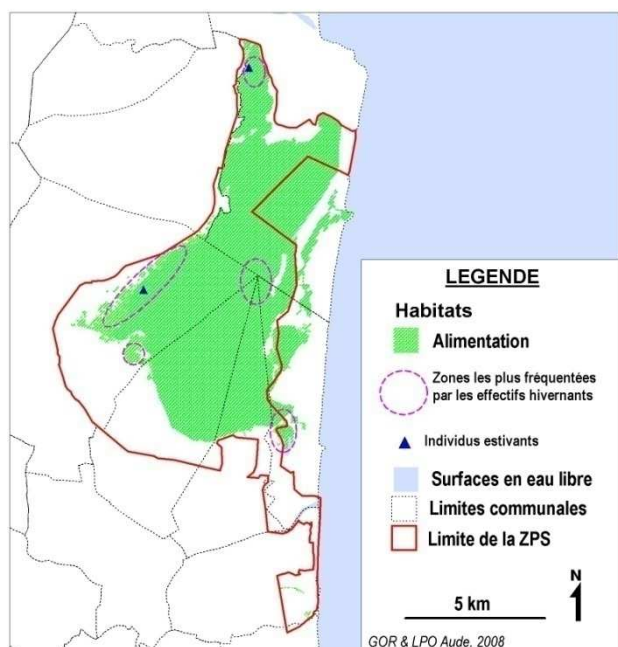 LEGENDE
Habitats
Alimentation
Zones les plus fréquentées
par les effectifs hivernants
Individus estivants
Surfaces en eau libre
Limites communales
Limite de la ZPS
N
5 km
GOR & LPO Aude, 2008